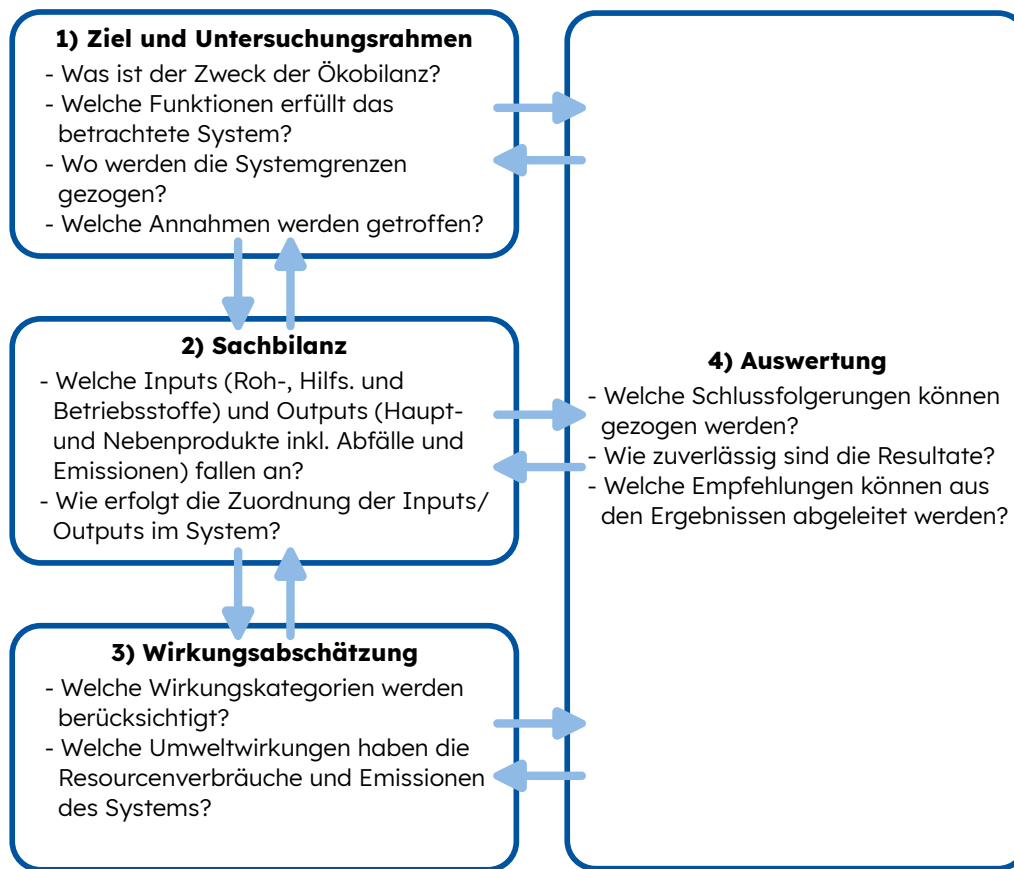 1) Ziel und Untersuchungsrahmen
- Was ist der Zweck der Ökobilanz?
- Welche Funktionen erfüllt das
betrachtete System?
- Wo werden die Systemgrenzen
gezogen?
- Welche Annahmen werden getroffen?
2) Sachbilanz
- Welche Inputs (Roh-, Hilfs. und
Betriebsstoffe) und Outputs (Haupt-
und Nebenprodukte inkl. Abfälle und
Emissionen) fallen an?
- Wie erfolgt die Zuordnung der Inputs/
Outputs im System?
3) Wirkungsabschätzung
- Welche Wirkungskategorien werden
berücksichtigt?
- Welche Umweltwirkungen haben die
Resourcenverbräuche und Emissionen
des Systems?
4) Auswertung
- Welche Schlussfolgerungen können
gezogen werden?
- Wie zuverlässig sind die Resultate?
- Welche Empfehlungen können aus
den Ergebnissen abgeleitet werden?